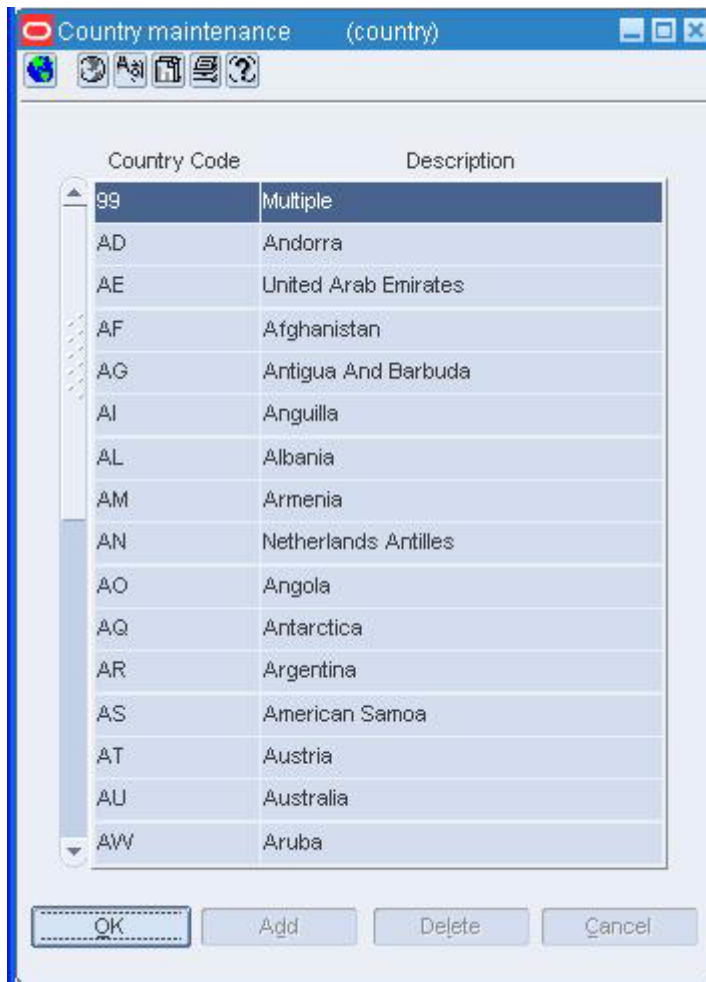 Country maintenance (country)
Country Code Description
99 Multiple
AD Andorra
AE United Arab Emirates
AF Afghanistan
AG Antigua And Barbuda
AI Anguilla
AL Albania
AM Armenia
AN Netherlands Antilles
AO Angola
AQ Antarctica
AR Argentina
AS American Samoa
AT Austria
AU Australia
AW Aruba
OK Add Delete Cancel